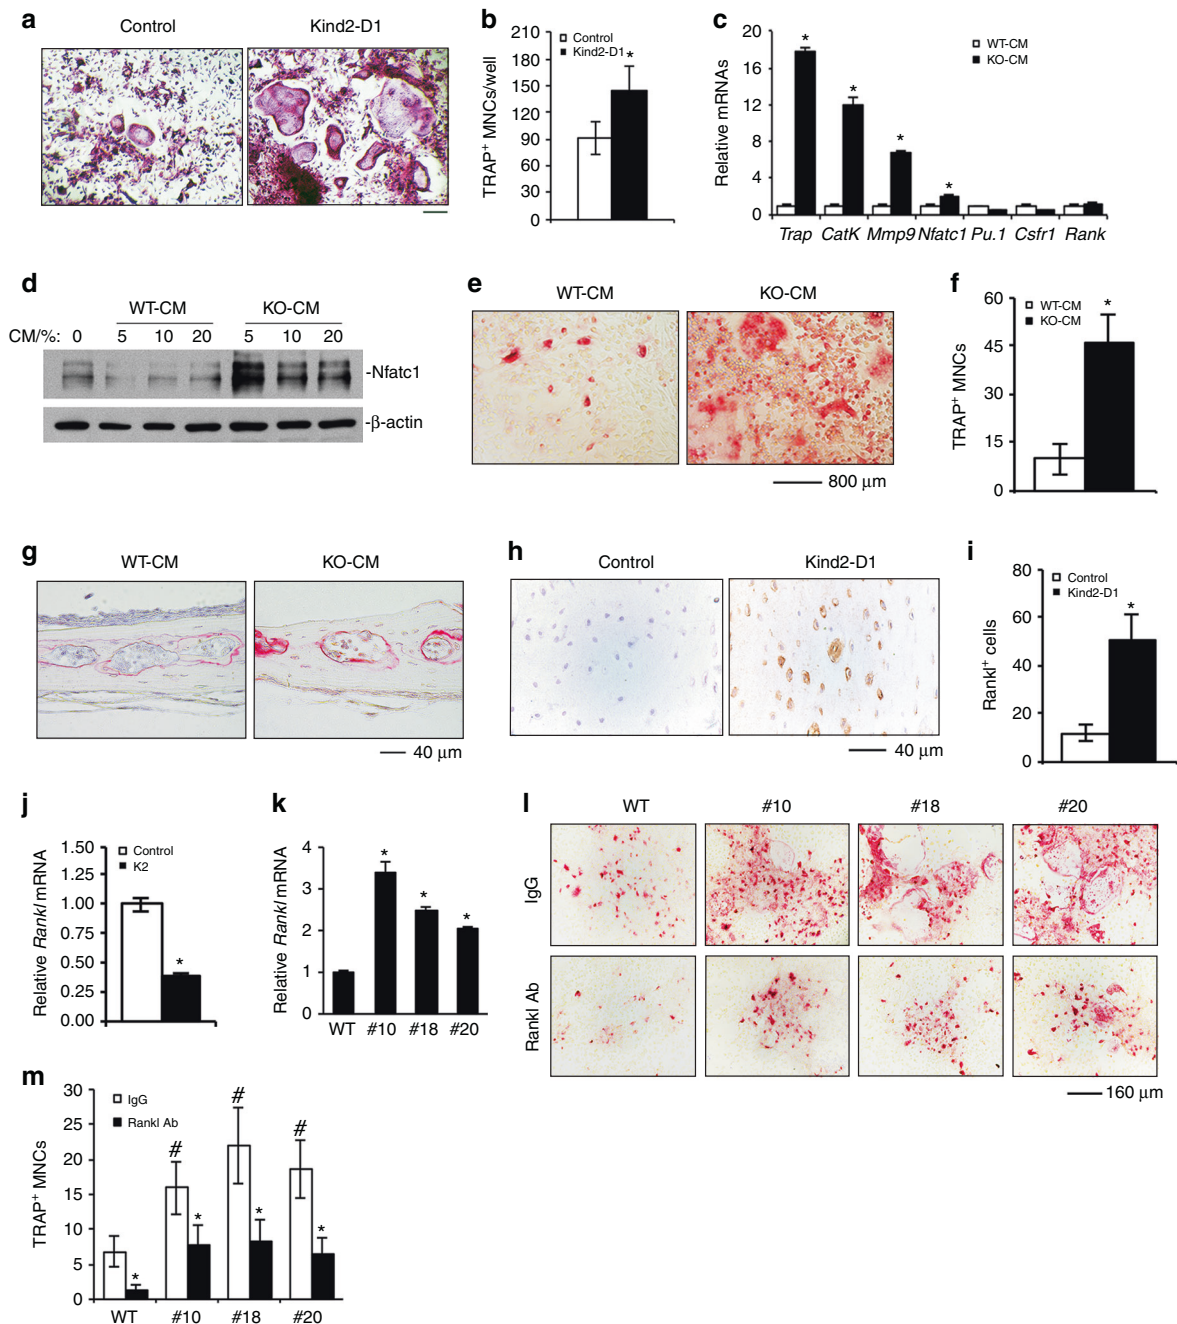 a
Control Kind2-D1
b
210
180
150
120
90
60
30
0
TRAP+ MNCs/well
Control
Kind2-D1
*
c
20
16
12
8
4
0
Relative mRNAs
WT-CM
KO-CM
* * * *
Trap CatK Mmp9 Nfatc1 Pu.1 Csfr1 Rank
d
WT-CM KO-CM
CM/%: 0 5 10 20 5 10 20
-Nfatc1
-β-actin
e
WT-CM KO-CM
800 μm
f
60
45
30
15
0
TRAP+ MNCs
WT-CM
KO-CM
*
g
WT-CM KO-CM
40 μm
h
Control Kind2-D1
40 μm
i
80
60
40
20
0
Rankl+ cells
Control
Kind2-D1
*
j
1.50
1.25
1.00
0.75
0.50
0.25
0.00
Relative Rankl mRNA
Control
K2
*
k
4
3
2
1
0
Relative Rankl mRNA
* * *
WT #10 #18 #20
l
WT #10 #18 #20
IgG
Rankl Ab
160 μm
m
30
25
20
15
10
5
0
TRAP+ MNCs
IgG
Rankl Ab
# # #
* * * *
WT #10 #18 #20